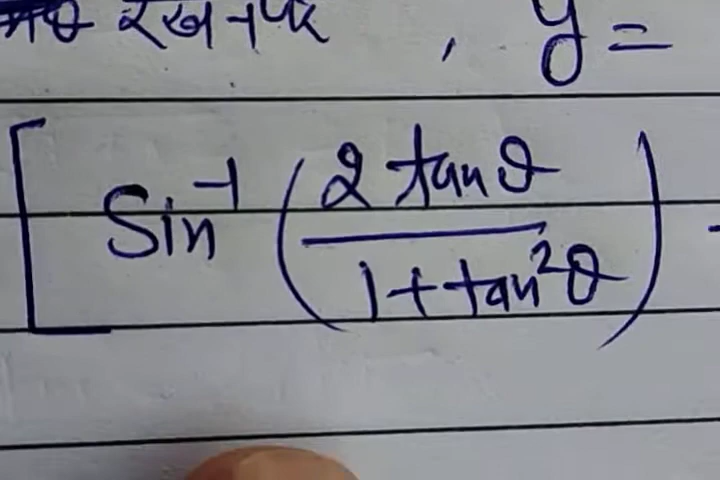 रखने पर , y =
[ Sin⁻¹ ( 2 tan θ / 1 + tan² θ ) -